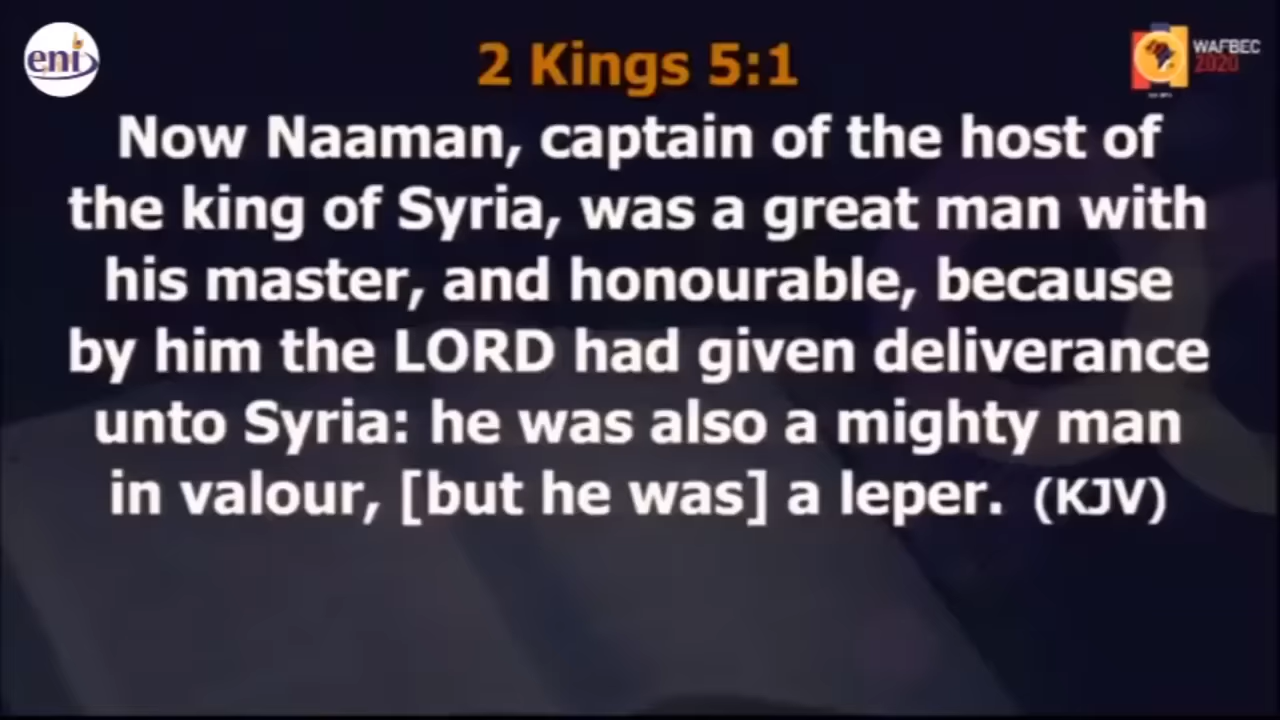 eni
WAFBEC
2020
2 Kings 5:1
Now Naaman, captain of the host of
the king of Syria, was a great man with
his master, and honourable, because
by him the LORD had given deliverance
unto Syria: he was also a mighty man
in valour, [but he was] a leper. (KJV)